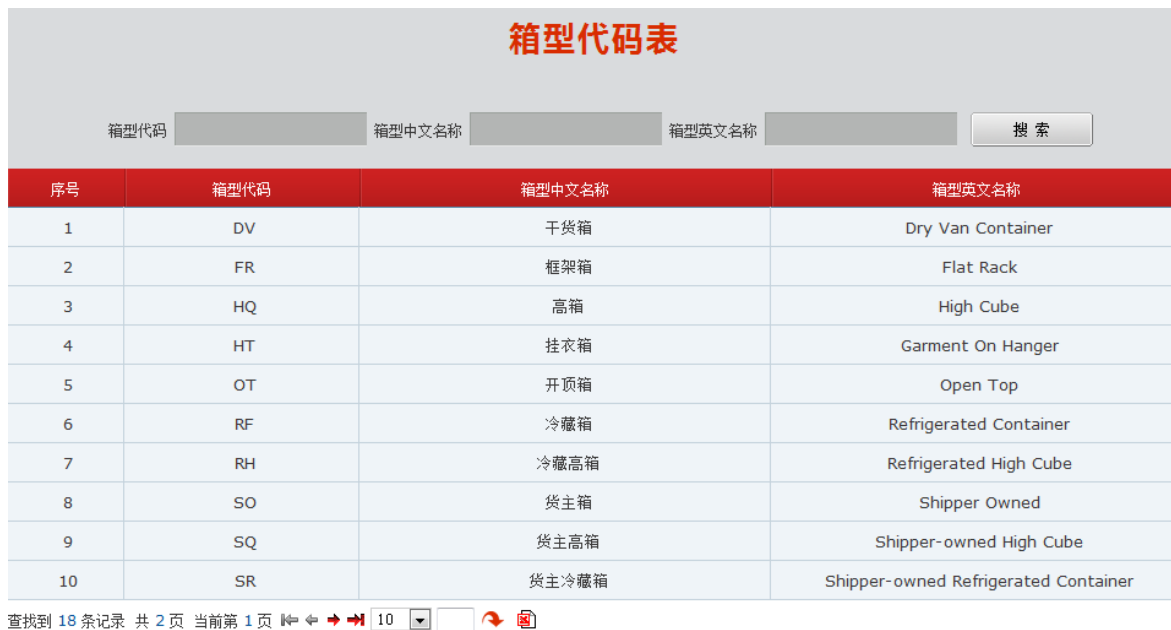 箱型代码表
箱型代码 箱型中文名称 箱型英文名称 搜 索
序号 箱型代码 箱型中文名称 箱型英文名称
1 DV 干货箱 Dry Van Container
2 FR 框架箱 Flat Rack
3 HQ 高箱 High Cube
4 HT 挂衣箱 Garment On Hanger
5 OT 开顶箱 Open Top
6 RF 冷藏箱 Refrigerated Container
7 RH 冷藏高箱 Refrigerated High Cube
8 SO 货主箱 Shipper Owned
9 SQ 货主高箱 Shipper-owned High Cube
10 SR 货主冷藏箱 Shipper-owned Refrigerated Container
查找到 18 条记录 共 2 页 当前第 1 页 10